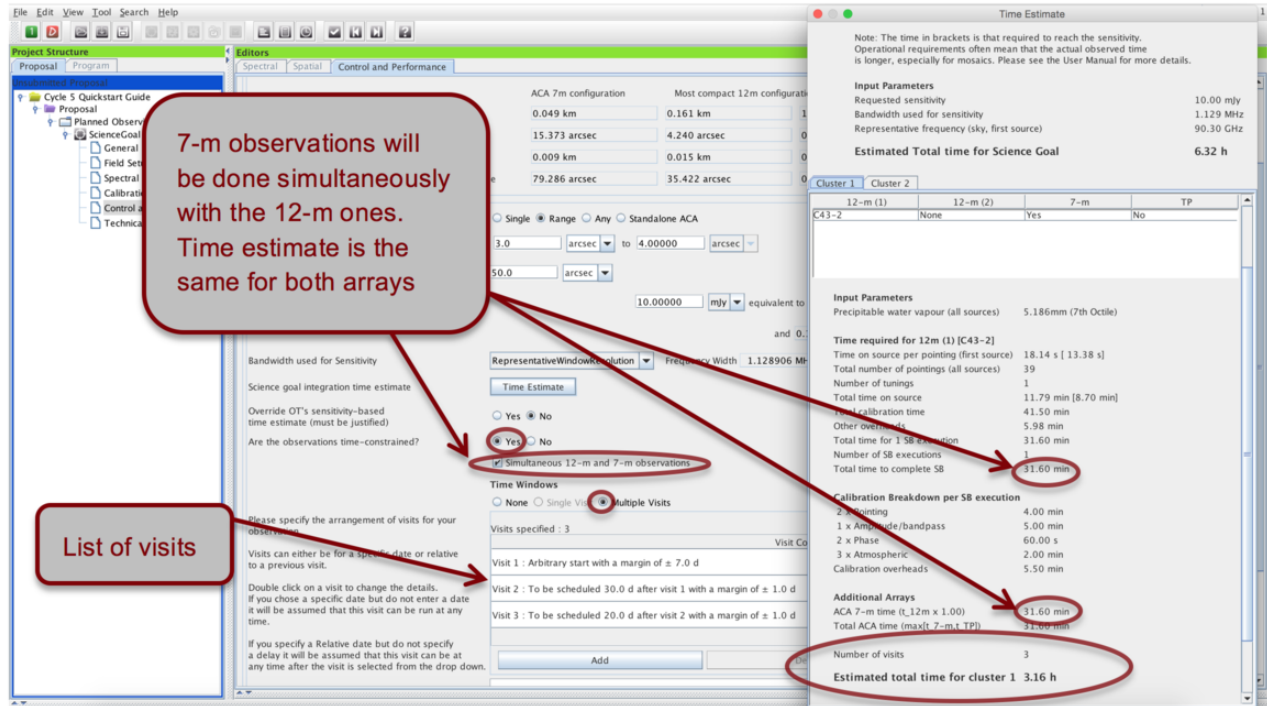 File Edit View Tool Search Help
Project Structure
Proposal Program
Unsubmitted Proposal
Cycle 5 Quickstart Guide
Proposal
Planned Observ
ScienceGoal
General
Field Set
Spectral
Calibrati
Control a
Technica
7-m observations will
be done simultaneously
with the 12-m ones.
Time estimate is the
same for both arrays
List of visits
Editors
Spectral Spatial Control and Performance
ACA 7m configuration Most compact 12m configurati
0.049 km 0.161 km 1
15.373 arcsec 4.240 arcsec 0
0.009 km 0.015 km 0
e 79.286 arcsec 35.422 arcsec 0
Single Range Any Standalone ACA
3.0 arcsec to 4.00000 arcsec
50.0 arcsec
10.00000 mJy equivalent to
and 0.
Bandwidth used for Sensitivity RepresentativeWindowResolution Frequency Width 1.128906 MH
Science goal integration time estimate Time Estimate
Override OT's sensitivity-based
time estimate (must be justified) Yes No
Are the observations time-constrained? Yes No
Simultaneous 12-m and 7-m observations
Time Windows
None Single Vis Multiple Visits
Please specify the arrangement of visits for your
observation.
Visits can either be for a specific date or relative
to a previous visit.
Double click on a visit to change the details.
If you chose a specific date but do not enter a date
it will be assumed that this visit can be run at any
time.
If you specify a Relative date but do not specify
a delay it will be assumed that this visit can be at
any time after the visit is selected from the drop down.
Visits specified : 3
Visit Co
Visit 1 : Arbitrary start with a margin of ± 7.0 d
Visit 2 : To be scheduled 30.0 d after visit 1 with a margin of ± 1.0 d
Visit 3 : To be scheduled 20.0 d after visit 2 with a margin of ± 1.0 d
Add De
Time Estimate
Note: The time in brackets is that required to reach the sensitivity.
Operational requirements often mean that the actual observed time
is longer, especially for mosaics. Please see the User Manual for more details.
Input Parameters
Requested sensitivity 10.00 mJy
Bandwidth used for sensitivity 1.129 MHz
Representative frequency (sky, first source) 90.30 GHz
Estimated Total time for Science Goal 6.32 h
Cluster 1 Cluster 2
12-m (1) 12-m (2) 7-m TP
C43-2 None Yes No
Input Parameters
Precipitable water vapour (all sources) 5.186mm (7th Octile)
Time required for 12m (1) [C43-2]
Time on source per pointing (first source) 18.14 s [ 13.38 s]
Total number of pointings (all sources) 39
Number of tunings 1
Total time on source 11.79 min [8.70 min]
Total calibration time 41.50 min
Other overheads 5.98 min
Total time for 1 SB execution 31.60 min
Number of SB executions 1
Total time to complete SB 31.60 min
Calibration Breakdown per SB execution
2 x Pointing 4.00 min
1 x Amplitude/bandpass 5.00 min
2 x Phase 60.00 s
3 x Atmospheric 2.00 min
Calibration overheads 5.50 min
Additional Arrays
ACA 7-m time (t_12m x 1.00) 31.60 min
Total ACA time (max[t_7-m,t_TP]) 31.60 min
Number of visits 3
Estimated total time for cluster 1 3.16 h